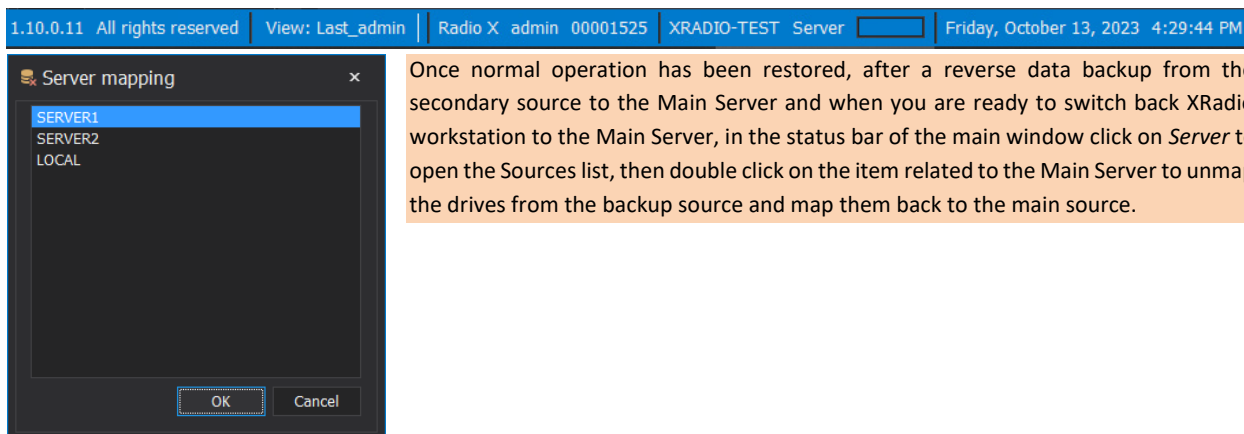 1.10.0.11 All rights reserved View: Last_admin Radio X admin 00001525 XRADIO-TEST Server Friday, October 13, 2023 4:29:44 PM
Server mapping
SERVER1
SERVER2
LOCAL
OK Cancel
Once normal operation has been restored, after a reverse data backup from
secondary source to the Main Server and when you are ready to switch back
workstation to the Main Server, in the status bar of the main window click on Server
open the Sources list, then double click on the item related to the Main Server to
the drives from the backup source and map them back to the main source.